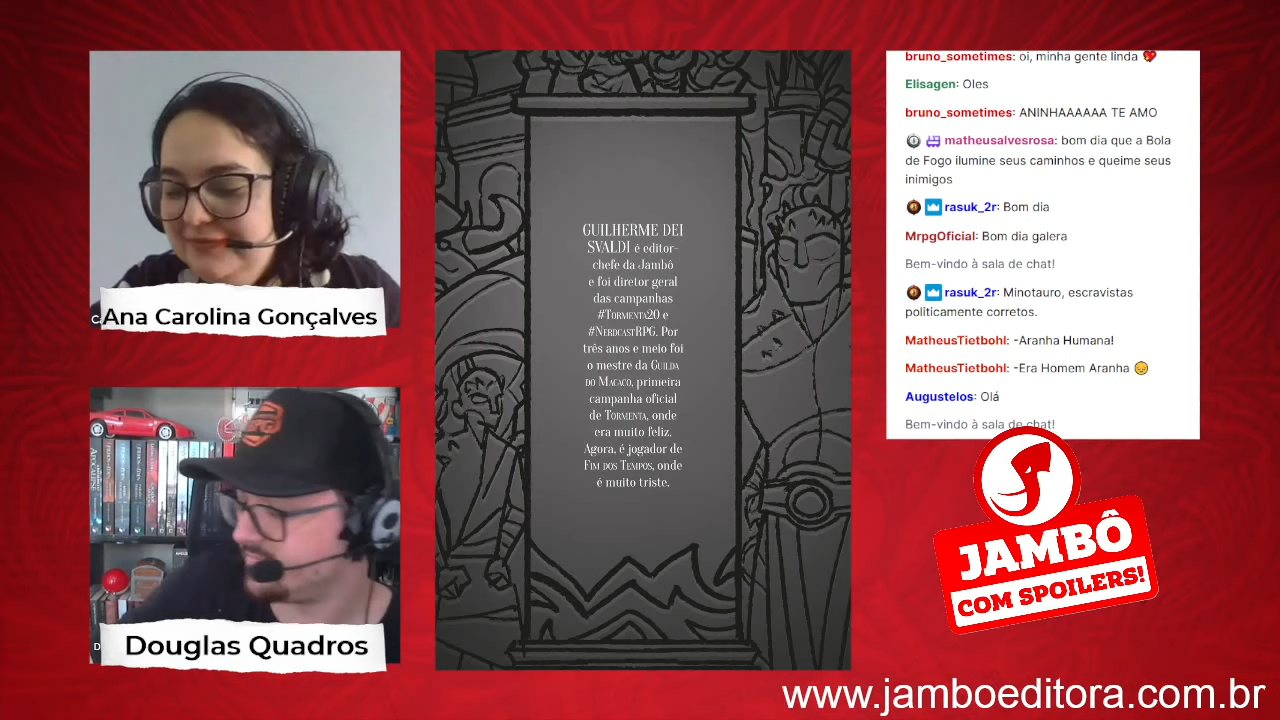 Ana Carolina Gonçalves
Douglas Quadros
GUILHERME DEI
SVALDI é editor-
chefe da Jambô
e foi diretor geral
das campanhas
#TORMENTA20 e
#NERDCASTRPG. Por
três anos e meio foi
o mestre da GUILDA
DO MACACO, primeira
campanha oficial
de TORMENTA, onde
era muito feliz.
Agora, é jogador de
FIM DOS TEMPOS, onde
é muito triste.
bruno_sometimes: oi, minha gente linda 💖
Elisagen: Oles
bruno_sometimes: ANINHAAAAAA TE AMO
matheusalvesrosa: bom dia que a Bola
de Fogo ilumine seus caminhos e queime seus
inimigos
rasuk_2r: Bom dia
MrpgOficial: Bom dia galera
Bem-vindo à sala de chat!
rasuk_2r: Minotauro, escravistas
politicamente corretos.
MatheusTietbohl: -Aranha Humana!
MatheusTietbohl: -Era Homem Aranha 😔
Augustelos: Olá
Bem-vindo à sala de chat!
JAMBÔ
COM SPOILERS!
www.jamboeditora.com.br